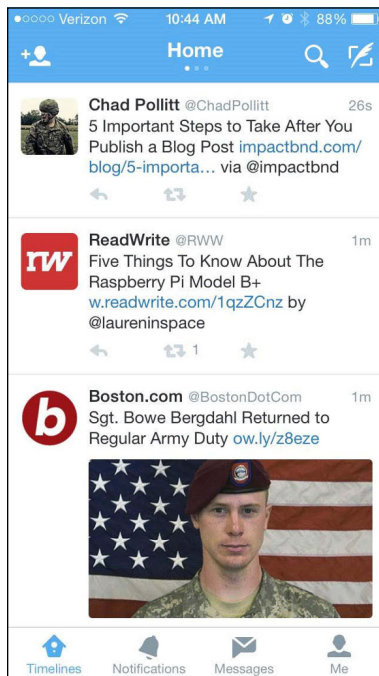 Verizon 10:44 AM 88%
Home
Chad Pollitt @ChadPollitt 26s
5 Important Steps to Take After You
Publish a Blog Post impactbnd.com/
blog/5-importa… via @impactbnd
rw
ReadWrite @RWW 1m
Five Things To Know About The
Raspberry Pi Model B+
w.readwrite.com/1qzZCnz by
@laureninspace
1
b
Boston.com @BostonDotCom 1m
Sgt. Bowe Bergdahl Returned to
Regular Army Duty ow.ly/z8eze
Timelines Notifications Messages Me